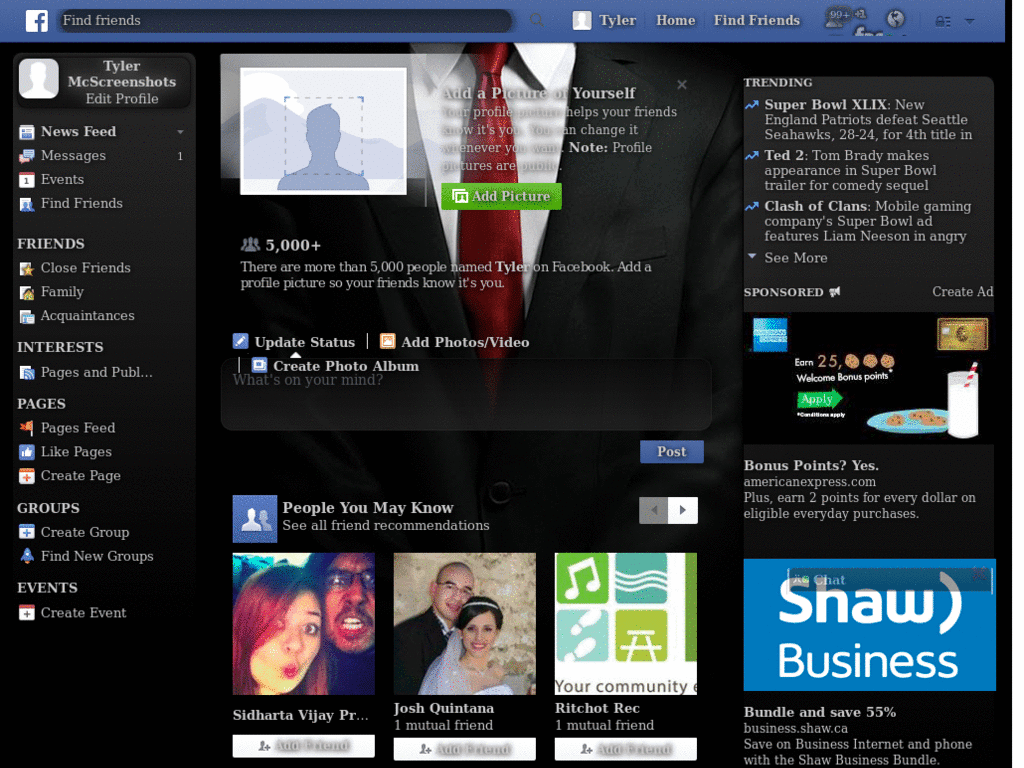 Find friends
Tyler
Home
Find Friends
99+
Tyler
McScreenshots
Edit Profile
News Feed
Messages
1
Events
Find Friends
FRIENDS
Close Friends
Family
Acquaintances
INTERESTS
Pages and Publ...
PAGES
Pages Feed
Like Pages
Create Page
GROUPS
Create Group
Find New Groups
EVENTS
Create Event
Add a Picture of Yourself
Your profile picture helps your friends
know it's you. You can change it
whenever you want. Note: Profile
pictures are public.
Add Picture
5,000+
There are more than 5,000 people named Tyler on Facebook. Add a
profile picture so your friends know it's you.
Update Status
Add Photos/Video
Create Photo Album
What's on your mind?
Post
People You May Know
See all friend recommendations
Sidharta Vijay Pr...
Add Friend
Josh Quintana
1 mutual friend
Add Friend
Your community e
Ritchot Rec
1 mutual friend
Add Friend
TRENDING
Super Bowl XLIX: New
England Patriots defeat Seattle
Seahawks, 28-24, for 4th title in
Ted 2: Tom Brady makes
appearance in Super Bowl
trailer for comedy sequel
Clash of Clans: Mobile gaming
company's Super Bowl ad
features Liam Neeson in angry
See More
SPONSORED
Create Ad
Earn 25,
Welcome Bonus points*
Apply
*Conditions apply
Bonus Points? Yes.
americanexpress.com
Plus, earn 2 points for every dollar on
eligible everyday purchases.
Chat
Shaw)
Business
Bundle and save 55%
business.shaw.ca
Save on Business Internet and phone
with the Shaw Business Bundle.